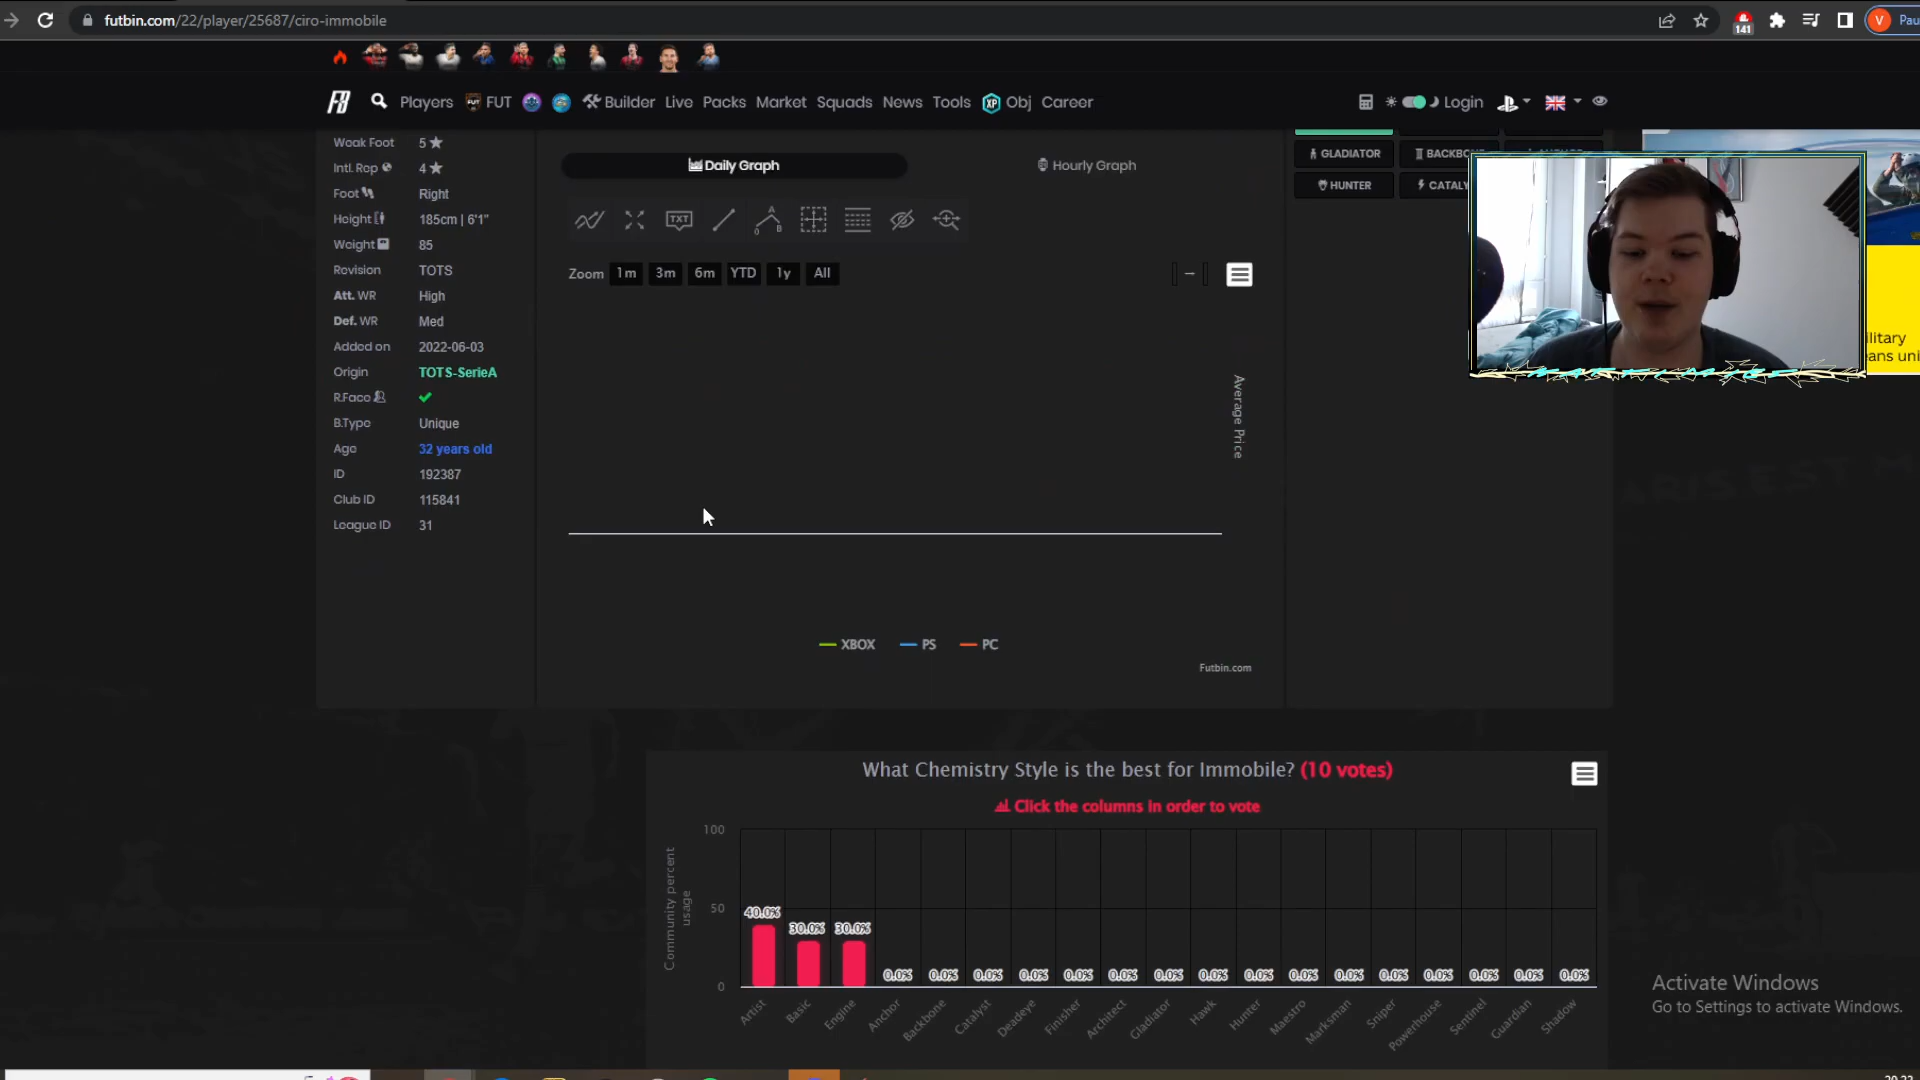 futbin.com/22/player/25687/ciro-immobile
141
V
Pau
FB
Players
FUT
Builder
Live
Packs
Market
Squads
News
Tools
XP
Obj
Career
Login
Weak Foot 5
Intl. Rep 4
Foot Right
Height 185cm | 6'1"
Weight 85
Revision TOTS
Att. WR High
Def. WR Med
Added on 2022-06-03
Origin TOTS-SerieA
R.Face
B.Type Unique
Age 32 years old
ID 192387
Club ID 115841
League ID 31
Daily Graph
Hourly Graph
TXT
Zoom 1m 3m 6m YTD 1y All
–
Average Price
XBOX PS PC
Futbin.com
GLADIATOR
HUNTER
What Chemistry Style is the best for Immobile? (10 votes)
Click the columns in order to vote
Community percent usage
100
50
0
40.0% 30.0% 30.0% 0.0% 0.0% 0.0% 0.0% 0.0% 0.0% 0.0% 0.0% 0.0% 0.0% 0.0% 0.0% 0.0% 0.0% 0.0% 0.0%
Artist Basic Engine Anchor Backbone Catalyst Deadeye Finisher Architect Gladiator Hawk Hunter Maestro Marksman Sniper Powerhouse Sentinel Guardian Shadow
Activate Windows
Go to Settings to activate Windows.